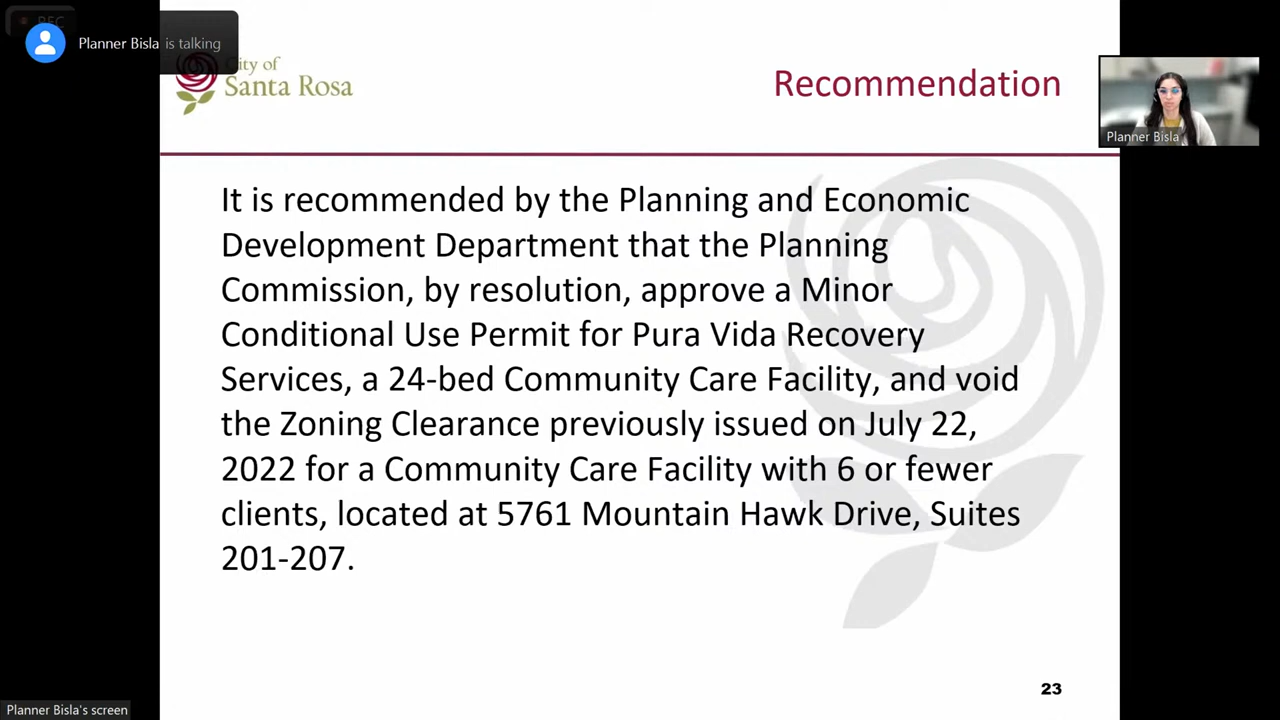 REC
Planner Bisla is talking
City of
Santa Rosa
Recommendation
Planner Bisla
It is recommended by the Planning and Economic
Development Department that the Planning
Commission, by resolution, approve a Minor
Conditional Use Permit for Pura Vida Recovery
Services, a 24-bed Community Care Facility, and void
the Zoning Clearance previously issued on July 22,
2022 for a Community Care Facility with 6 or fewer
clients, located at 5761 Mountain Hawk Drive, Suites
201-207.
23
Planner Bisla's screen